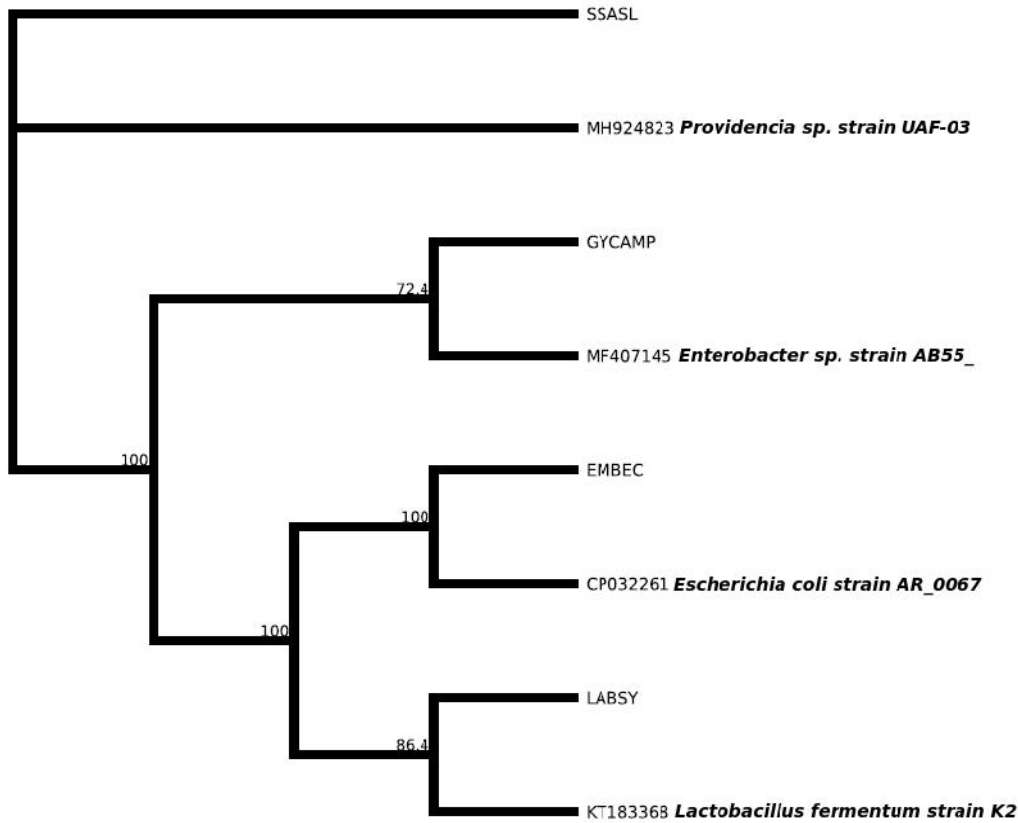 SSASL
MH924823 Providencia sp. strain UAF-03
GYCAMP
72.4
MF407145 Enterobacter sp. strain AB55_
100
EMBEC
100
CP032261 Escherichia coli strain AR_0067
100
LABSY
86.4
KT183368 Lactobacillus fermentum strain K2